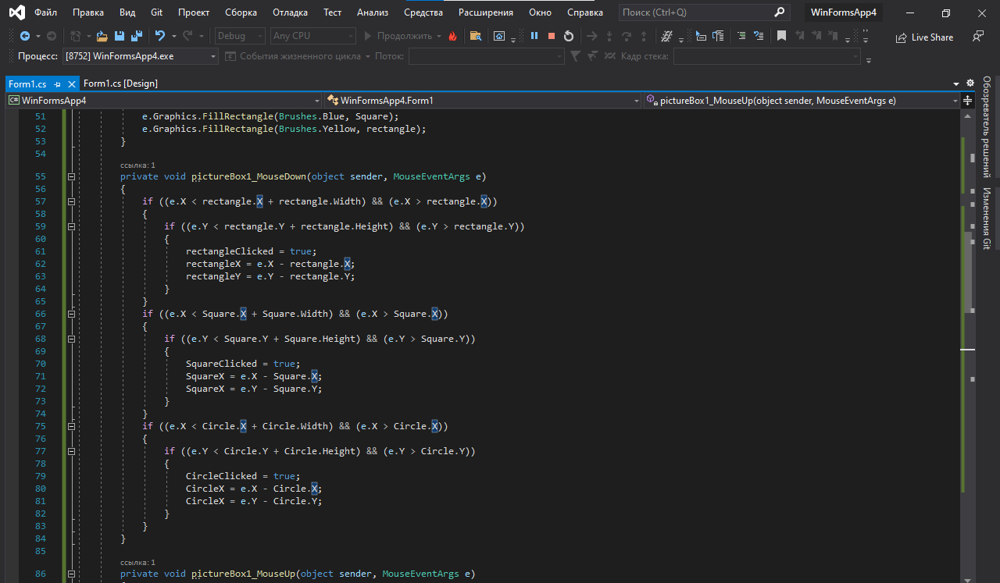 Файл Правка Вид Git Проект Сборка Отладка Тест Анализ Средства Расширения Окно Справка Поиск (Ctrl+Q) WinFormsApp4
Debug Any CPU Продолжить Live Share
Процесс: [8752] WinFormsApp4.exe События жизненного цикла Поток: Кадр стека:
Form1.cs Form1.cs [Design]
WinFormsApp4 WinFormsApp4.Form1 pictureBox1_MouseUp(object sender, MouseEventArgs e)
51 e.Graphics.FillRectangle(Brushes.Blue, Square);
52 e.Graphics.FillRectangle(Brushes.Yellow, rectangle);
53 }
54
ссылка: 1
55 private void pictureBox1_MouseDown(object sender, MouseEventArgs e)
56 {
57 if ((e.X < rectangle.X + rectangle.Width) && (e.X > rectangle.X))
58 {
59 if ((e.Y < rectangle.Y + rectangle.Height) && (e.Y > rectangle.Y))
60 {
61 rectangleClicked = true;
62 rectangleX = e.X - rectangle.X;
63 rectangleY = e.Y - rectangle.Y;
64 }
65 }
66 if ((e.X < Square.X + Square.Width) && (e.X > Square.X))
67 {
68 if ((e.Y < Square.Y + Square.Height) && (e.Y > Square.Y))
69 {
70 SquareClicked = true;
71 SquareX = e.X - Square.X;
72 SquareX = e.Y - Square.Y;
73 }
74 }
75 if ((e.X < Circle.X + Circle.Width) && (e.X > Circle.X))
76 {
77 if ((e.Y < Circle.Y + Circle.Height) && (e.Y > Circle.Y))
78 {
79 CircleClicked = true;
80 CircleX = e.X - Circle.X;
81 CircleX = e.Y - Circle.Y;
82 }
83 }
84 }
85
ссылка: 1
86 private void pictureBox1_MouseUp(object sender, MouseEventArgs e)
Обозреватель решений
Изменения Git